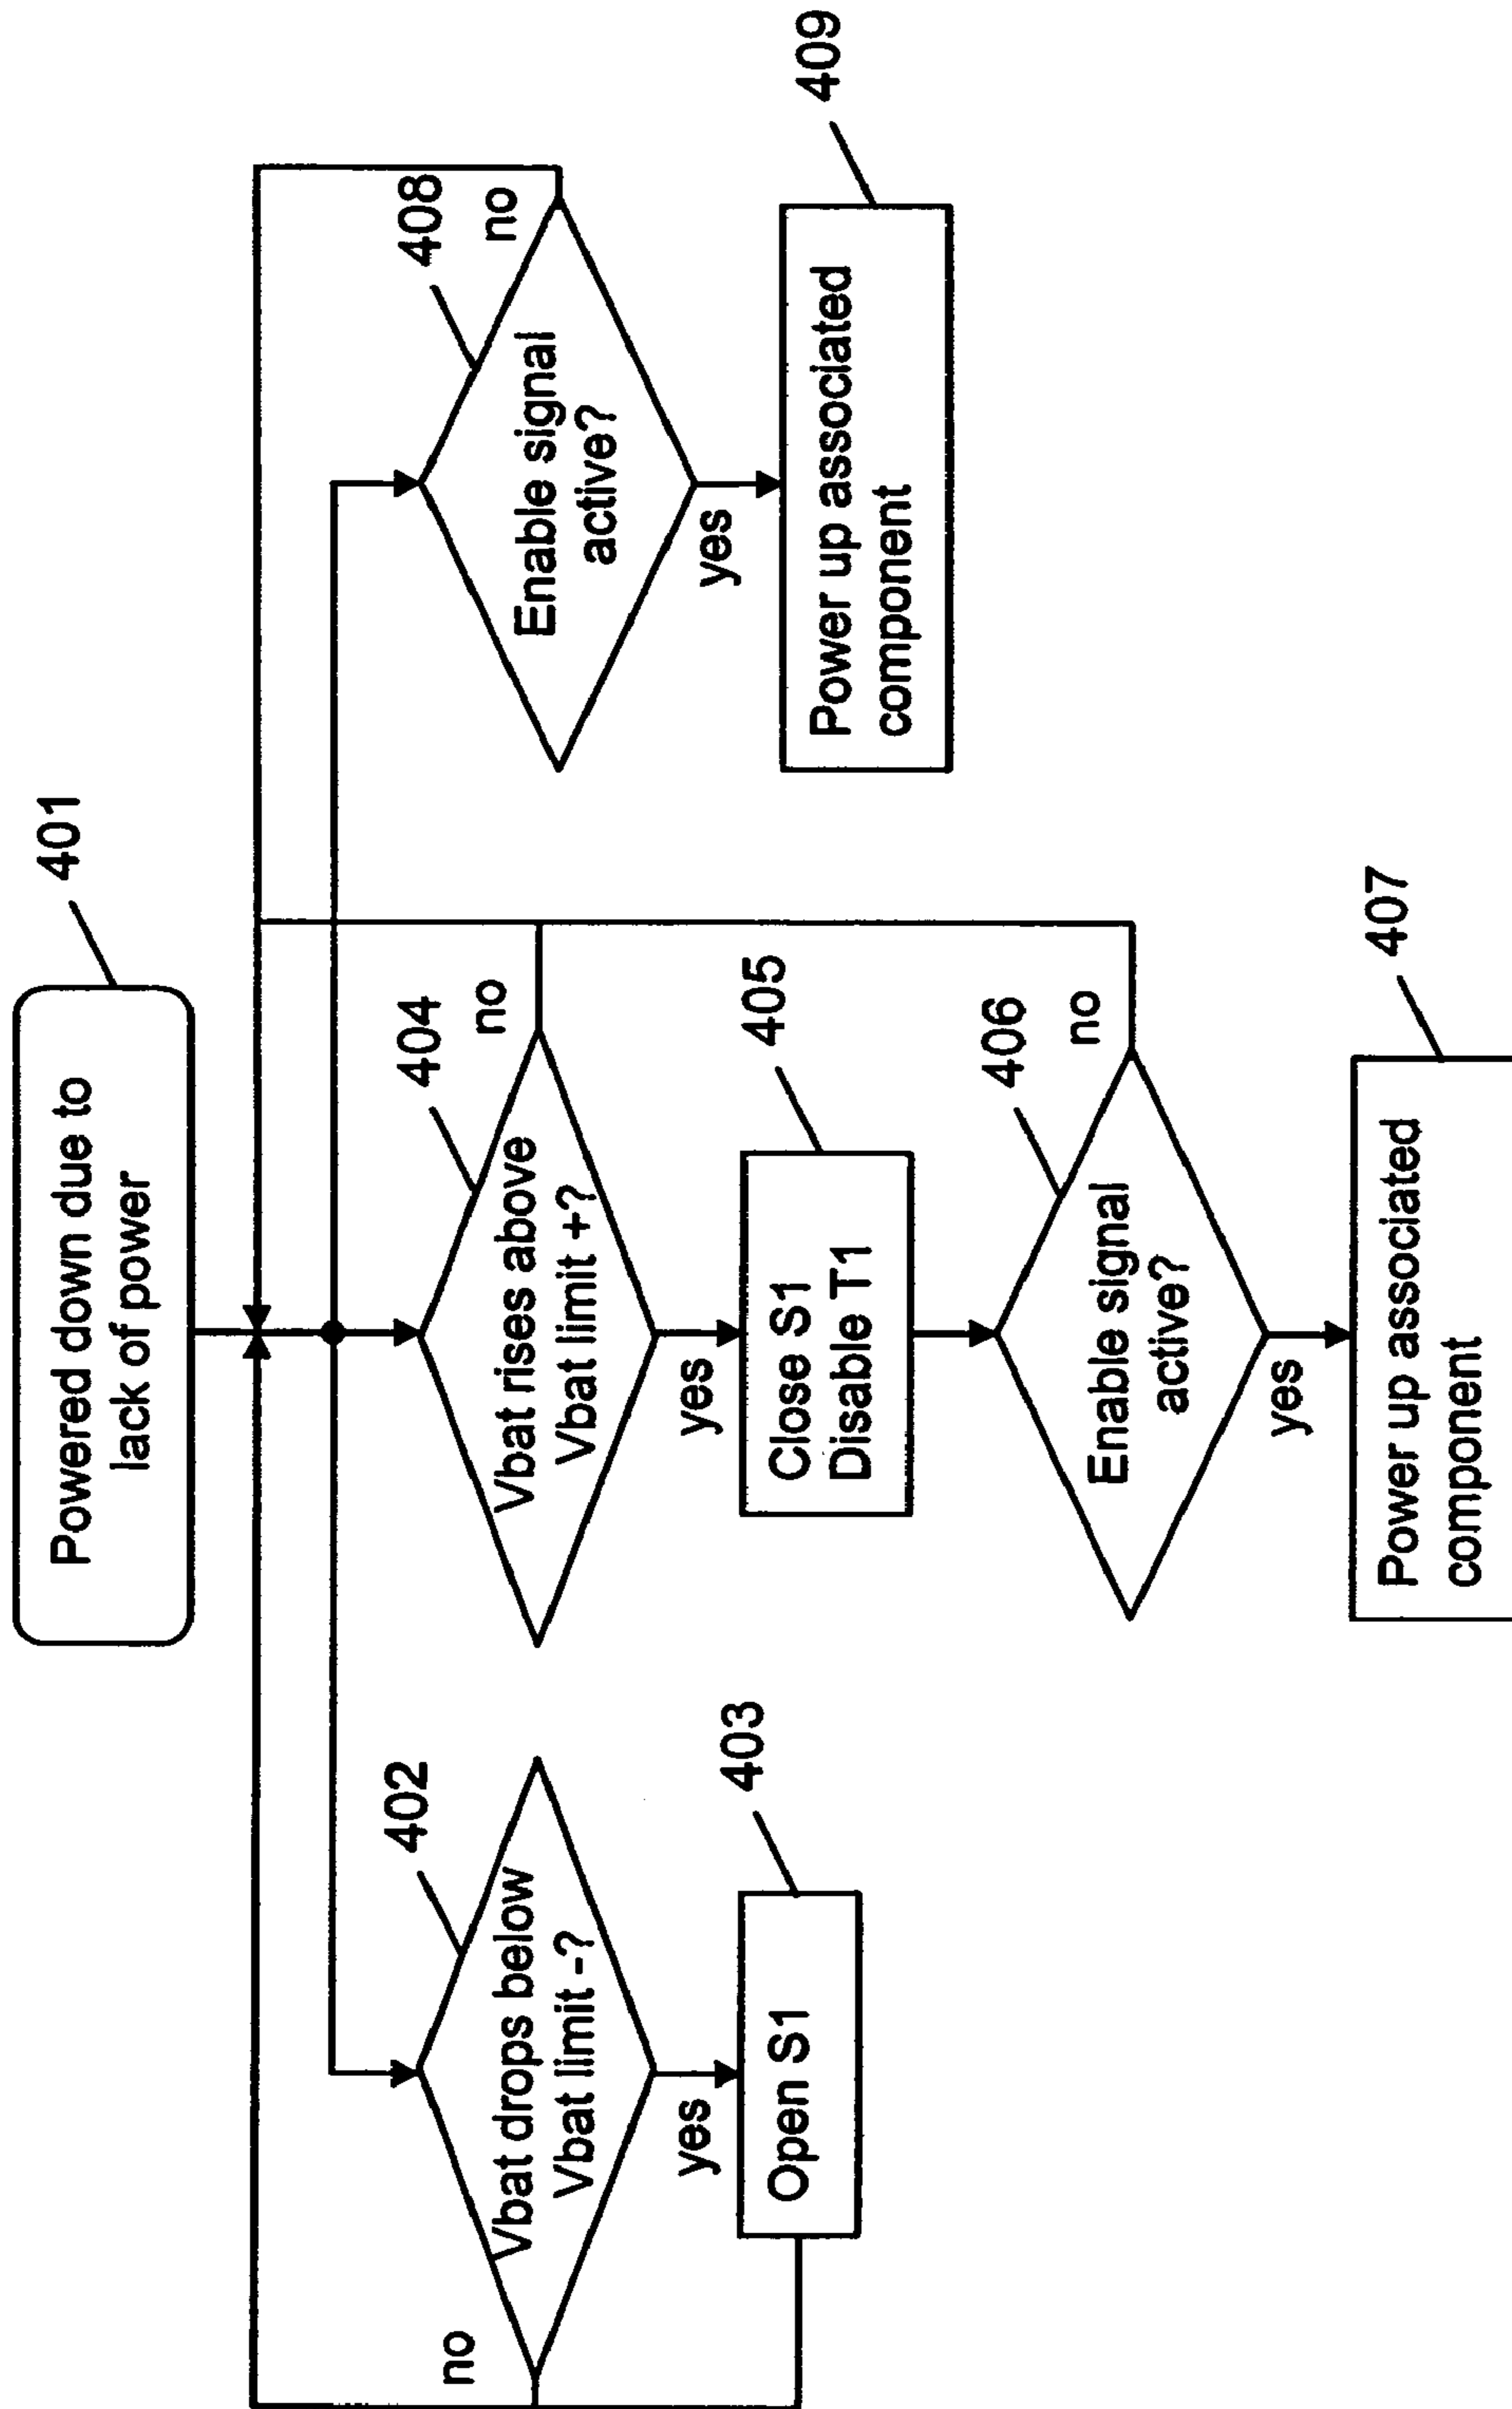 401
Powered down due to
lack of power
402
Vbat drops below
Vbat limit -?
no
yes
403
Open S1
404
Vbat rises above
Vbat limit +?
no
yes
405
Close S1
Disable T1
406
Enable signal
active?
no
yes
407
Power up associated
component
408
Enable signal
active?
no
yes
409
Power up associated
component